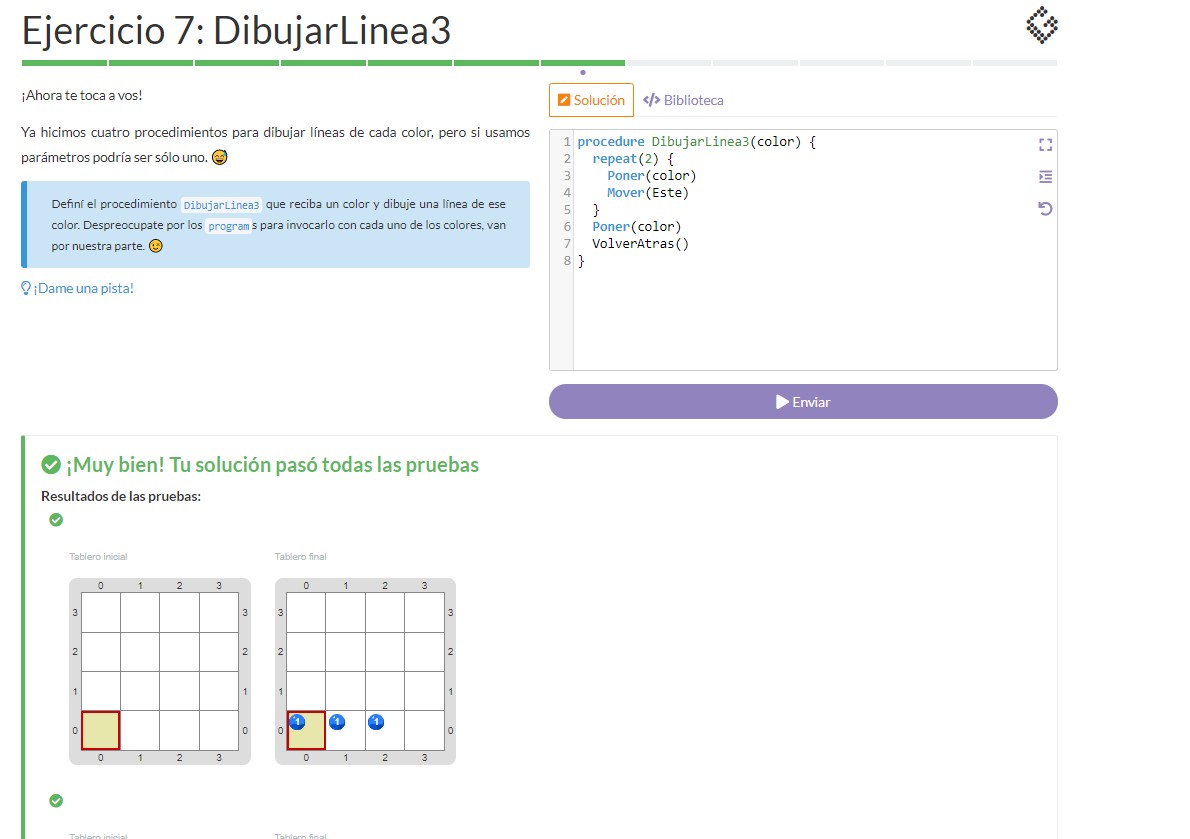 Ejercicio 7: DibujarLinea3
¡Ahora te toca a vos!
Ya hicimos cuatro procedimientos para dibujar líneas de cada color, pero si usamos
parámetros podría ser sólo uno. 😅
Definí el procedimiento DibujarLinea3 que reciba un color y dibuje una línea de ese
color. Despreocupate por los programs para invocarlo con cada uno de los colores, van
por nuestra parte. 😉
¡Dame una pista!
Solución
</> Biblioteca
1 procedure DibujarLinea3(color) {
2   repeat(2) {
3     Poner(color)
4     Mover(Este)
5   }
6   Poner(color)
7   VolverAtras()
8 }
Enviar
¡Muy bien! Tu solución pasó todas las pruebas
Resultados de las pruebas:
Tablero inicial
0 1 2 3
3 3
2 2
1 1
0 0
0 1 2 3
Tablero final
0 1 2 3
3 3
2 2
1 1
0 1 1 1 0
0 1 2 3
Tablero inicial
Tablero final